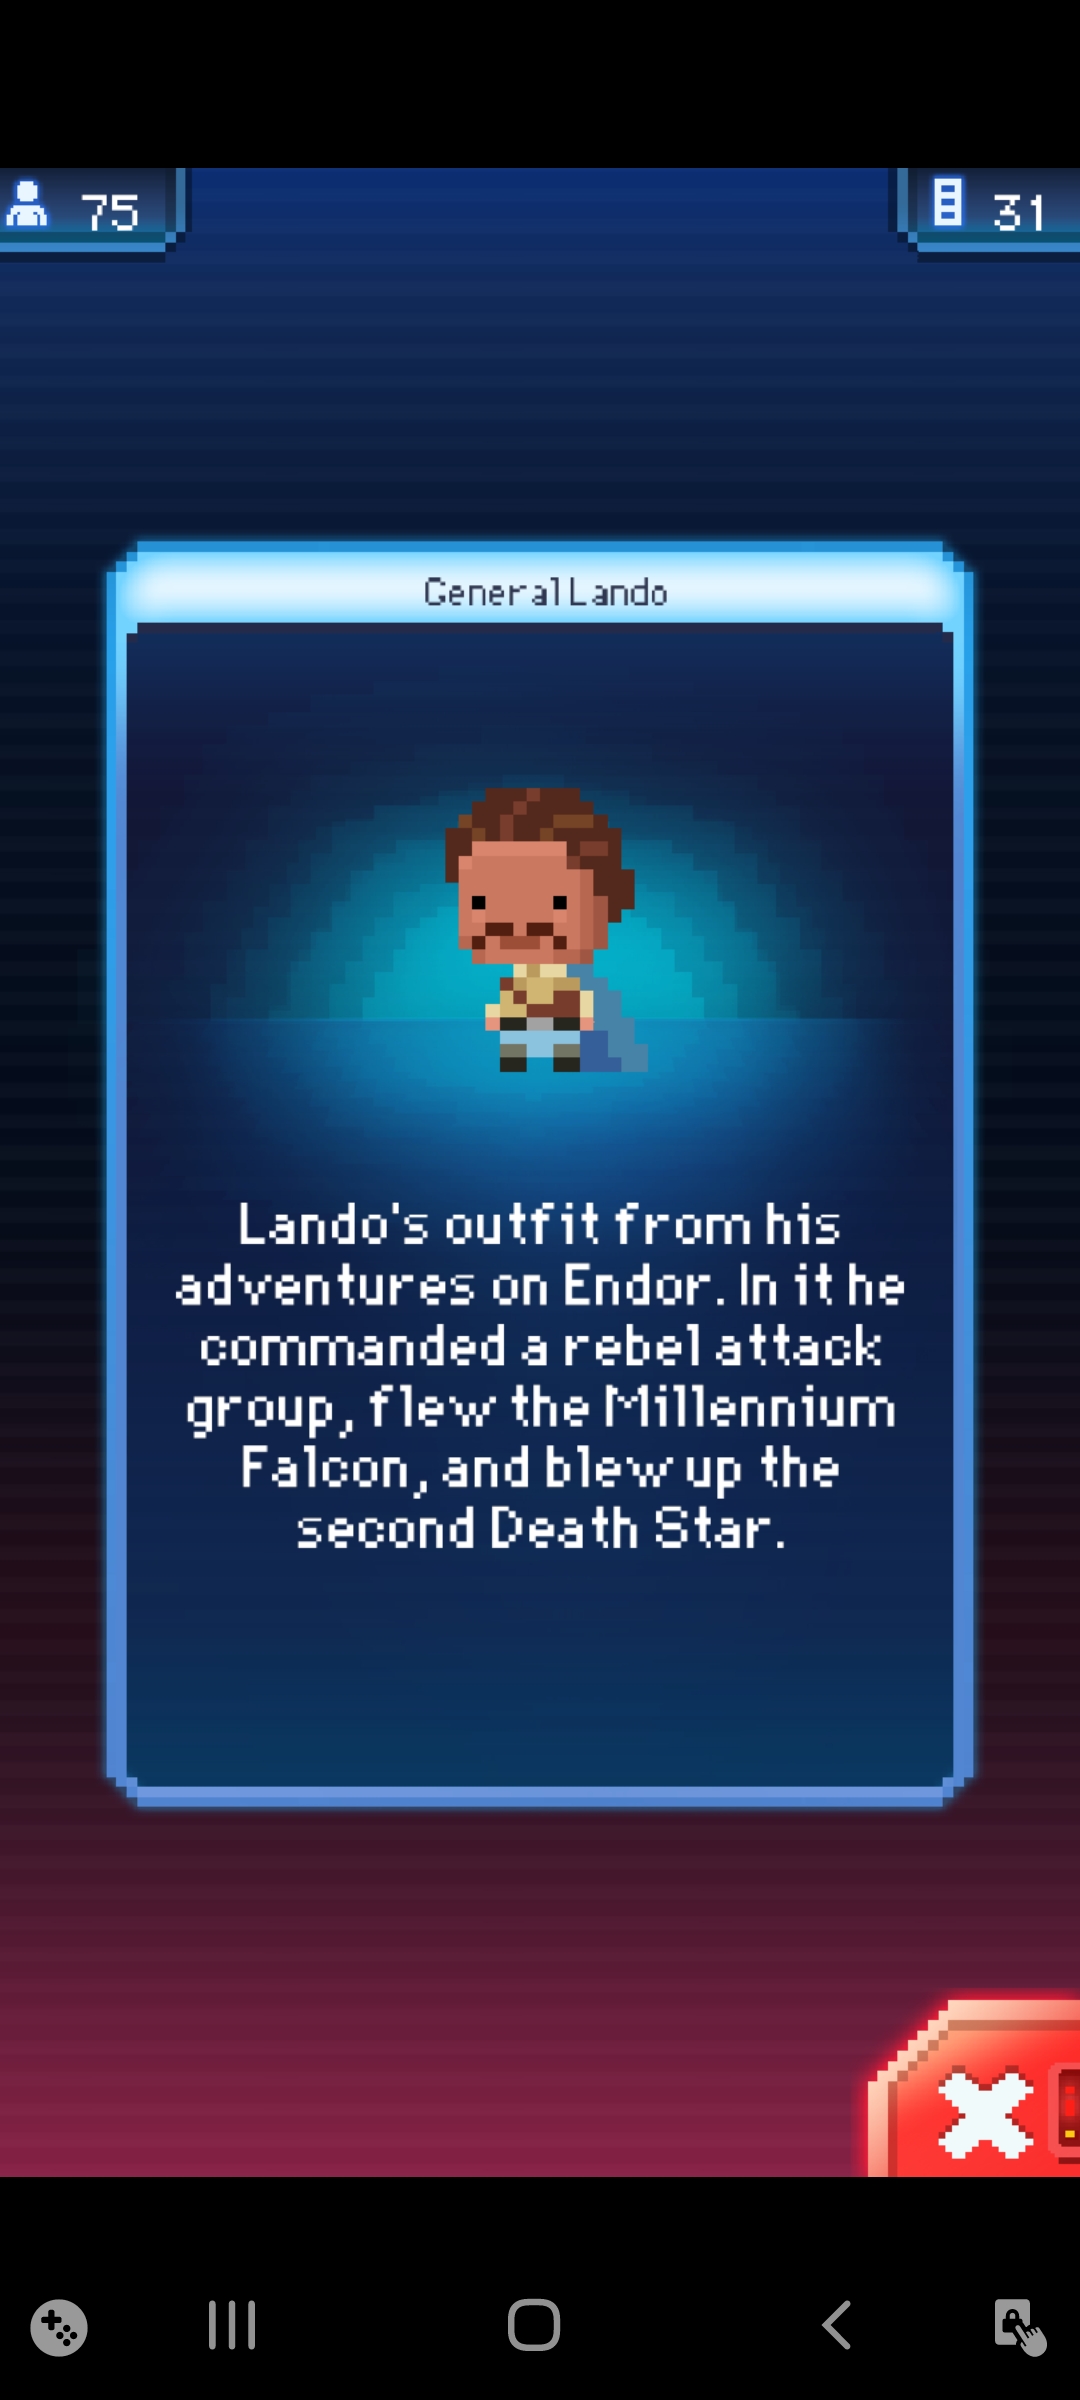 75
31
General Lando
Lando's outfit from his
adventures on Endor. In it he
commanded a rebel attack
group, flew the Millennium
Falcon, and blew up the
second Death Star.